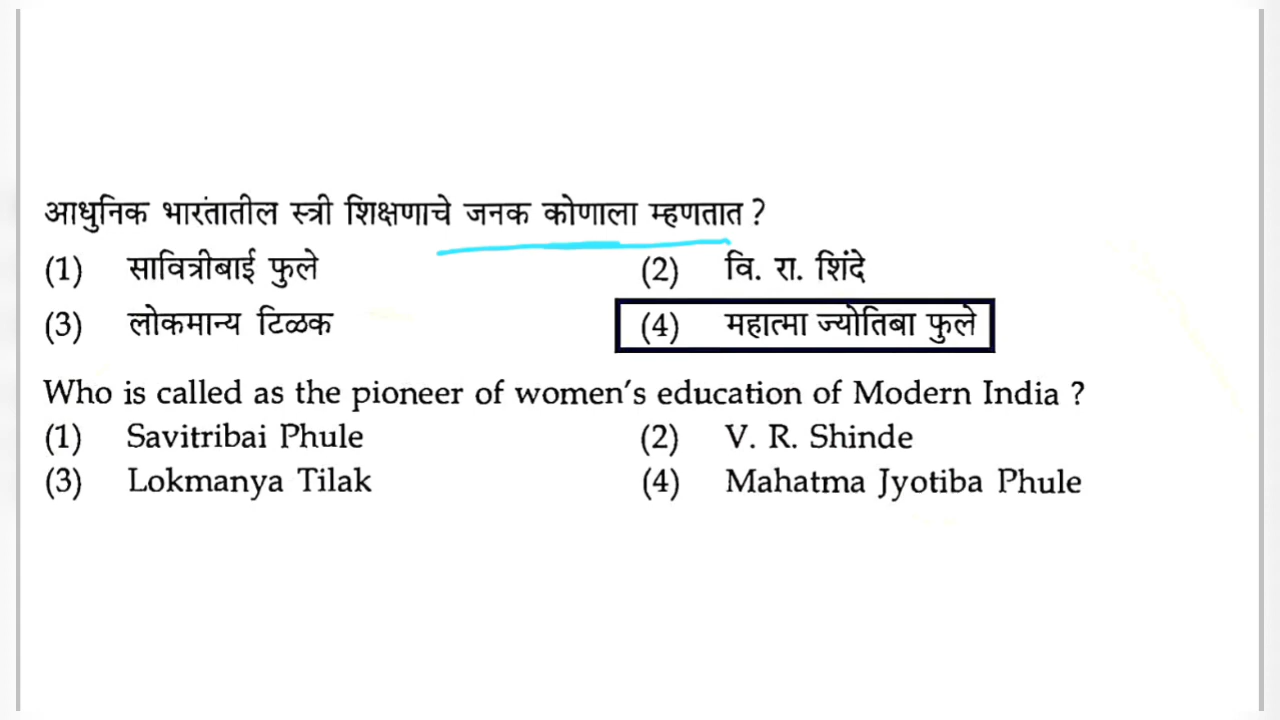 आधुनिक भारंतातील स्त्री शिक्षणाचे जनक कोणाला म्हणतात ?
(1) सावित्रीबाई फुले (2) वि. रा. शिंदे
(3) लोकमान्य टिळक (4) महात्मा ज्योतिबा फुले
Who is called as the pioneer of women's education of Modern India ?
(1) Savitribai Phule (2) V. R. Shinde
(3) Lokmanya Tilak (4) Mahatma Jyotiba Phule